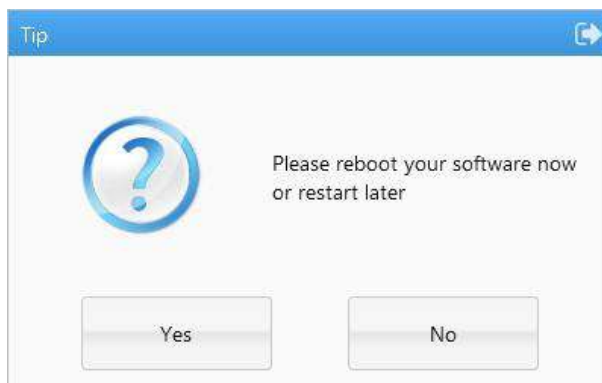 Tip
Please reboot your software now
or restart later
Yes
No